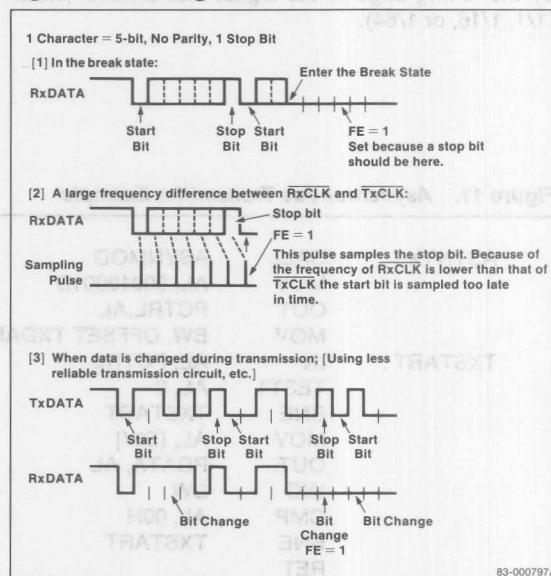 1 Character = 5-bit, No Parity, 1 Stop Bit
[1] In the break state:
Enter the Break State
RxDATA
Start Bit
Stop Bit
Start Bit
FE = 1
Set because a stop bit
should be here.
[2] A large frequency difference between RxCLK and TxCLK:
RxDATA
Stop bit
FE = 1
Sampling
Pulse
This pulse samples the stop bit. Because of
the frequency of RxCLK is lower than that of
TxCLK the start bit is sampled too late
in time.
[3] When data is changed during transmission; [Using less
reliable transmission circuit, etc.]
TxDATA
Start Bit
Stop Bit
Start Bit
Stop Bit
Start Bit
RxDATA
Bit Change
Bit Change FE = 1
Bit Change
83-000797A